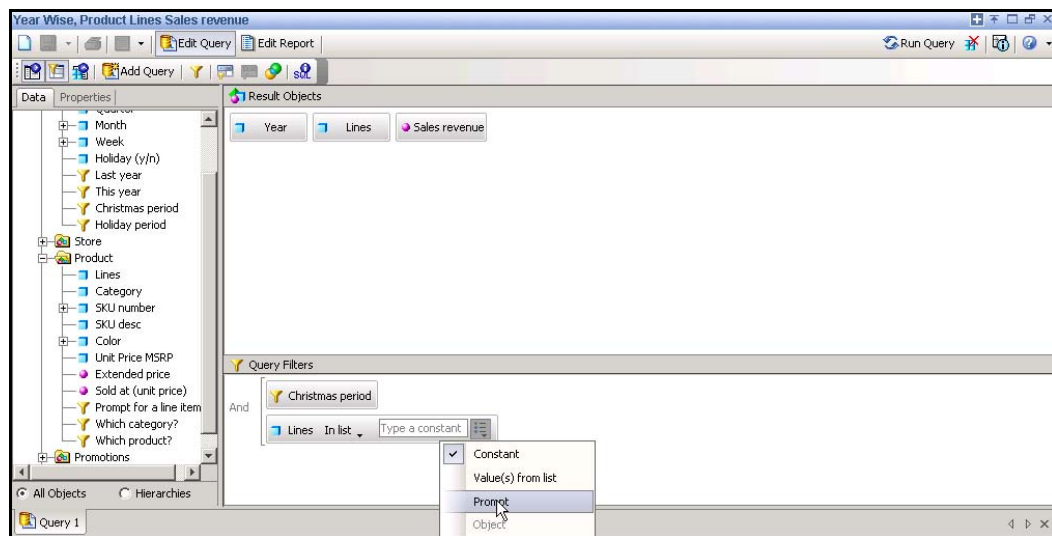 Year Wise, Product Lines Sales revenue
Edit Query
Edit Report
Run Query
Add Query
SQL
Data
Properties
Result Objects
Quarter
Month
Week
Holiday (y/n)
Last year
This year
Christmas period
Holiday period
Store
Product
Lines
Category
SKU number
SKU desc
Color
Unit Price MSRP
Extended price
Sold at (unit price)
Prompt for a line item
Which category?
Which product?
Promotions
All Objects
Hierarchies
Year
Lines
Sales revenue
Query Filters
And
Christmas period
Lines In list Type a constant
Constant
Value(s) from list
Prompt
Object
Query 1